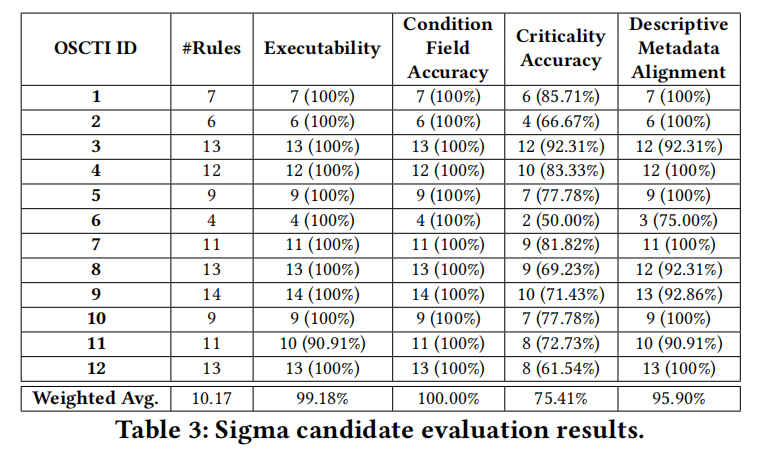 OSCTI ID #Rules Executability Condition Field Accuracy Criticality Accuracy Descriptive Metadata Alignment
1 7 7 (100%) 7 (100%) 6 (85.71%) 7 (100%)
2 6 6 (100%) 6 (100%) 4 (66.67%) 6 (100%)
3 13 13 (100%) 13 (100%) 12 (92.31%) 12 (92.31%)
4 12 12 (100%) 12 (100%) 10 (83.33%) 12 (100%)
5 9 9 (100%) 9 (100%) 7 (77.78%) 9 (100%)
6 4 4 (100%) 4 (100%) 2 (50.00%) 3 (75.00%)
7 11 11 (100%) 11 (100%) 9 (81.82%) 11 (100%)
8 13 13 (100%) 13 (100%) 9 (69.23%) 12 (92.31%)
9 14 14 (100%) 14 (100%) 10 (71.43%) 13 (92.86%)
10 9 9 (100%) 9 (100%) 7 (77.78%) 9 (100%)
11 11 10 (90.91%) 11 (100%) 8 (72.73%) 10 (90.91%)
12 13 13 (100%) 13 (100%) 8 (61.54%) 13 (100%)
Weighted Avg. 10.17 99.18% 100.00% 75.41% 95.90%
Table 3: Sigma candidate evaluation results.